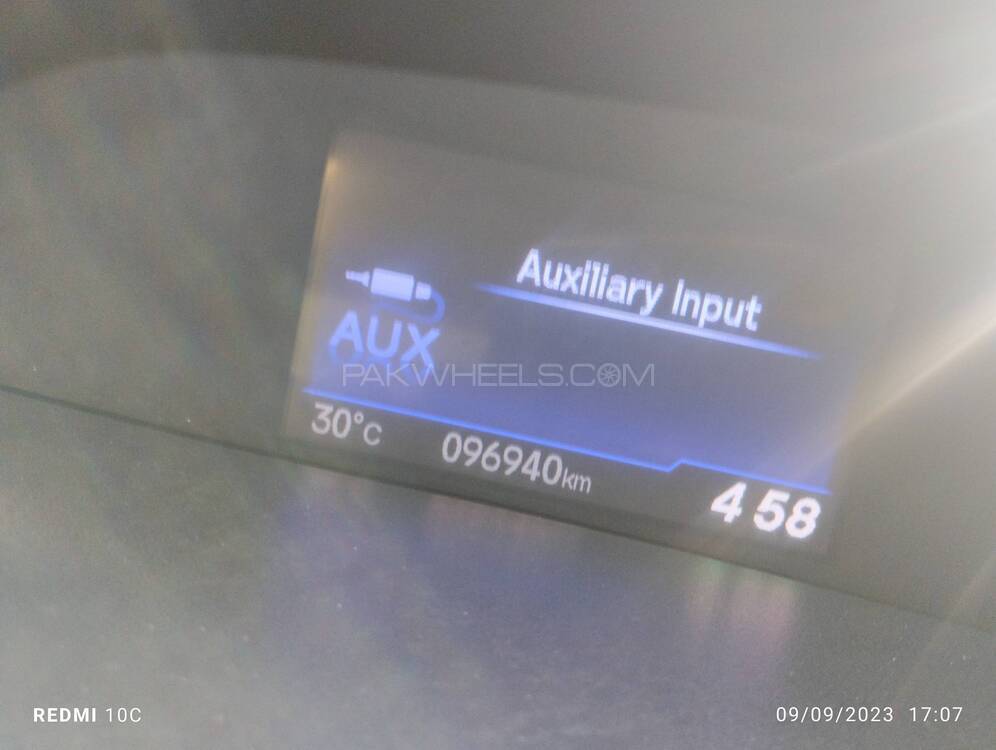 Auxiliary Input
AUX
PAKWHEELS.COM
30°C 096940km 4 58
REDMI 10C 09/09/2023 17:07